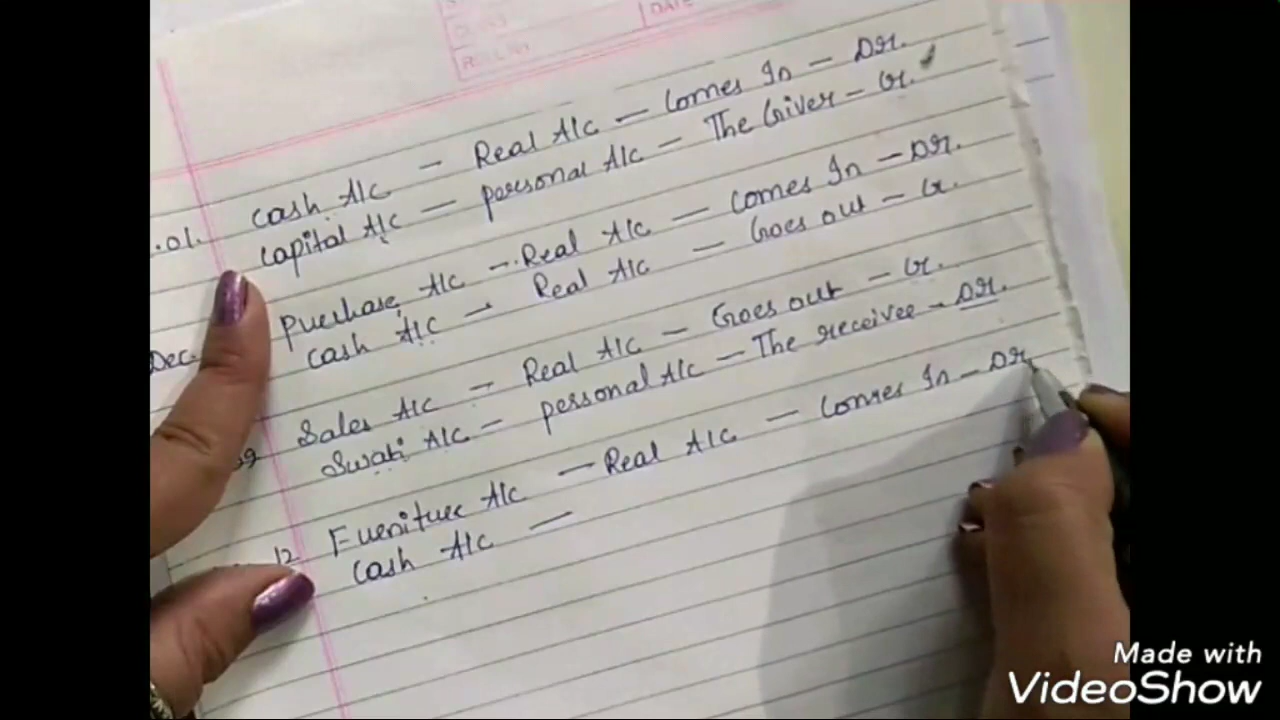 DATE
Cash A/c - Real A/c - Comes In - Dr.
.01. Capital A/c - personal A/c - The Giver - Cr.
Purchase A/c - Real A/c - Comes In - Dr.
Dec. Cash A/c - Real A/c - Goes out - Cr.
Sales A/c - Real A/c - Goes out - Cr.
Swati A/c - personal A/c - The receiver - Dr.
12 Furniture A/c - Real A/c - Comes In - Dr
Cash A/c -
Made with
VideoShow